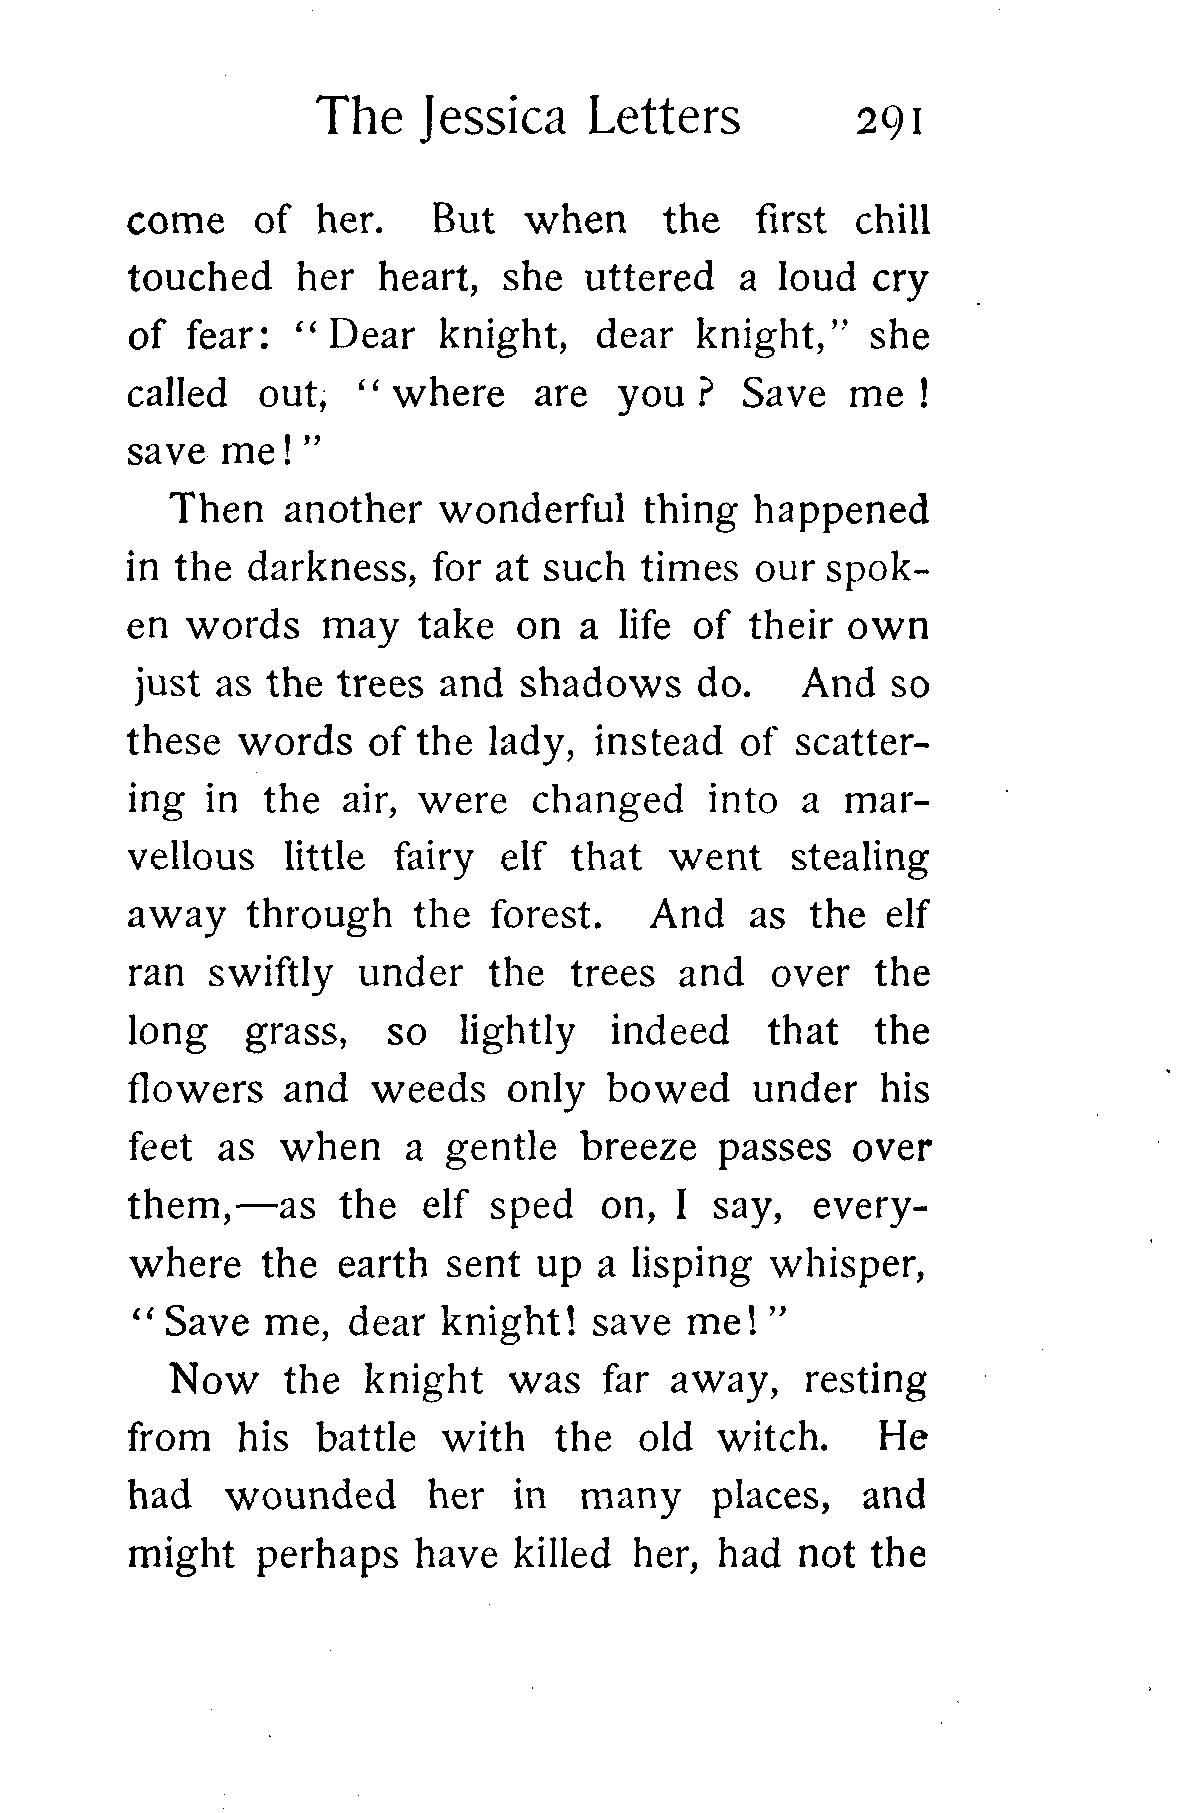 The Jessica Letters 291
come of her. But when the first chill
touched her heart, she uttered a loud cry
of fear: “ Dear knight, dear knight,” she
called out, “ where are you ? Save me !
save me! ”
Then another wonderful thing happened
in the darkness, for at such times our spok-
en words may take on a life of their own
just as the trees and shadows do. And so
these words of the lady, instead of scatter-
ing in the air, were changed into a mar-
vellous little fairy elf that went stealing
away through the forest. And as the elf
ran swiftly under the trees and over the
long grass, so lightly indeed that the
flowers and weeds only bowed under his
feet as when a gentle breeze passes over
them,—as the elf sped on, I say, every-
where the earth sent up a lisping whisper,
“ Save me, dear knight! save me! ”
Now the knight was far away, resting
from his battle with the old witch. He
had wounded her in many places, and
might perhaps have killed her, had not the